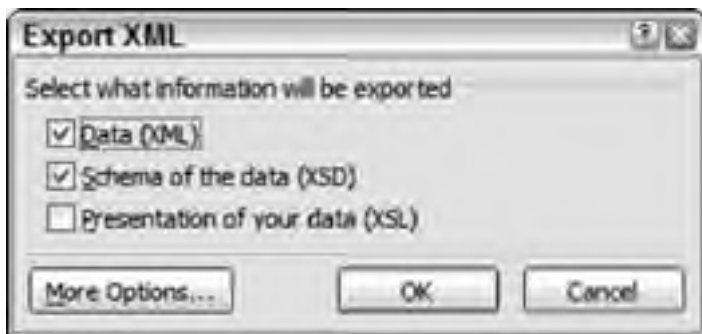 Export XML
Select what information will be exported
Data (XML)
Schema of the data (XSD)
Presentation of your data (XSL)
More Options... OK Cancel